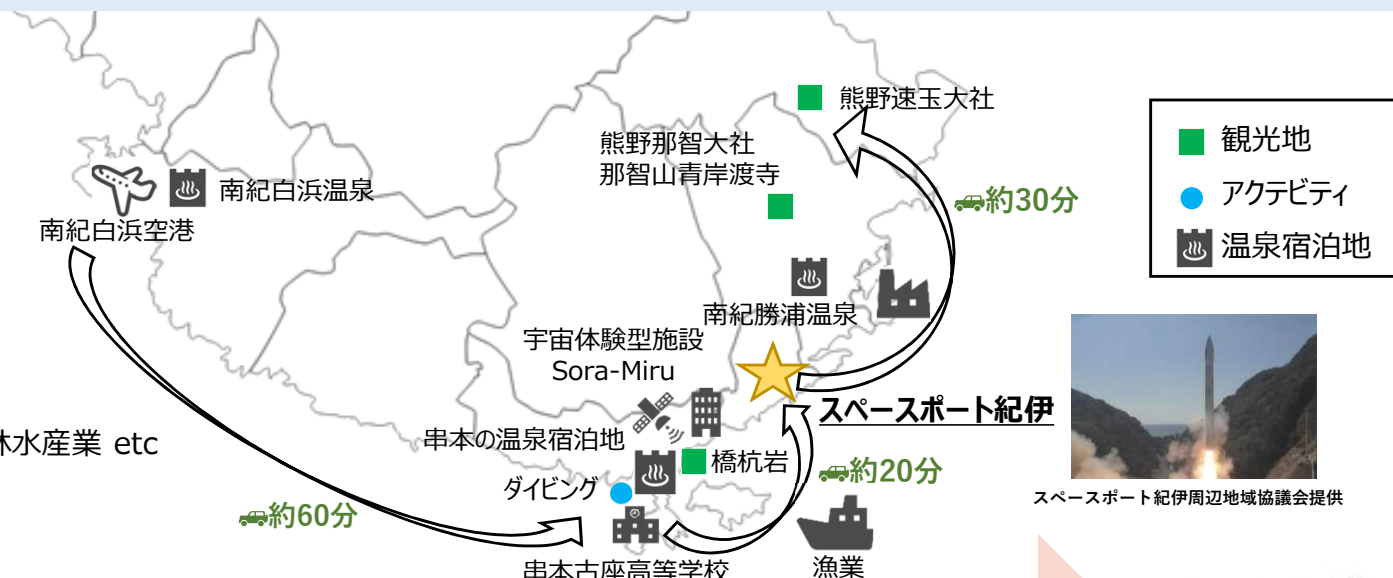 熊野速玉大社
熊野那智大社
那智山青岸渡寺
約30分
南紀白浜温泉
南紀白浜空港
南紀勝浦温泉
宇宙体験型施設
Sora-Miru
スペースポート紀伊
串本の温泉宿泊地
橋杭岩
約20分
ダイビング
約60分
串本古座高等学校
漁業
林水産業 etc
観光地
アクテビティ
温泉宿泊地
スペースポート紀伊周辺地域協議会提供